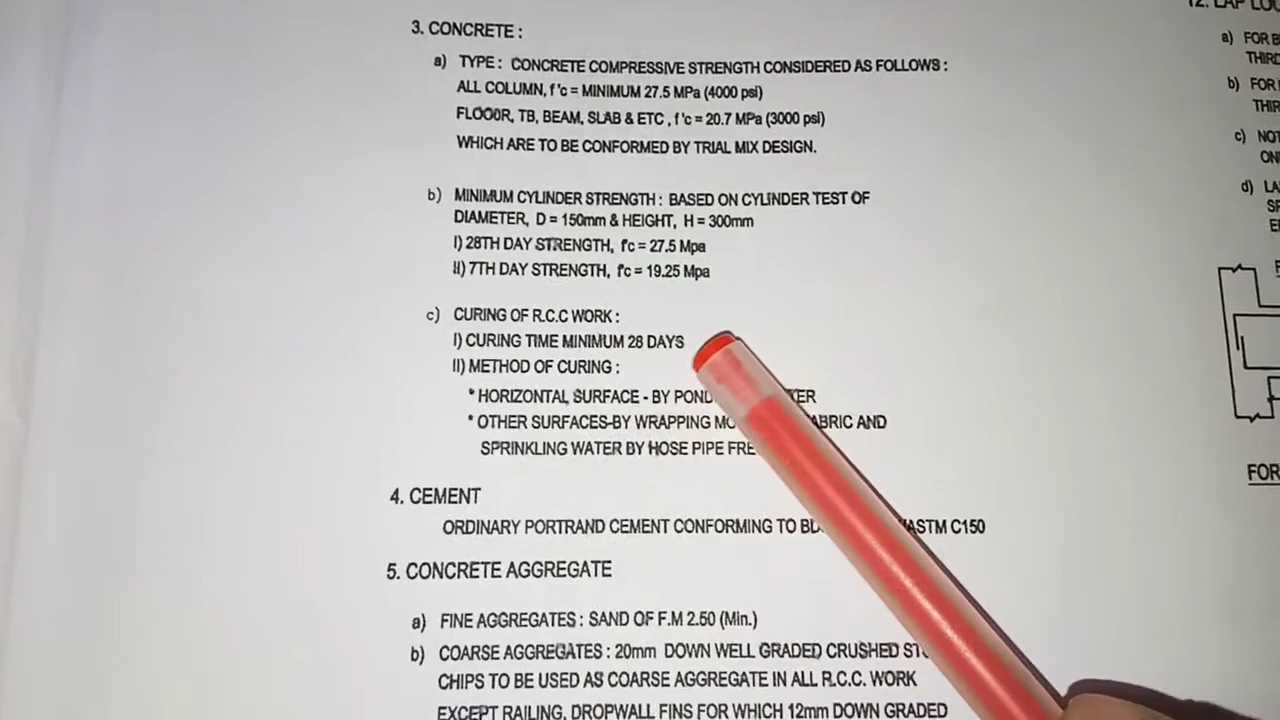 3. CONCRETE :
a) TYPE : CONCRETE COMPRESSIVE STRENGTH CONSIDERED AS FOLLOWS :
ALL COLUMN, f'c = MINIMUM 27.5 MPa (4000 psi)
FLOOOR, TB, BEAM, SLAB & ETC , f'c = 20.7 MPa (3000 psi)
WHICH ARE TO BE CONFORMED BY TRIAL MIX DESIGN.
b) MINIMUM CYLINDER STRENGTH : BASED ON CYLINDER TEST OF
DIAMETER, D = 150mm & HEIGHT, H = 300mm
I) 28TH DAY STRENGTH, f'c = 27.5 Mpa
II) 7TH DAY STRENGTH, f'c = 19.25 Mpa
c) CURING OF R.C.C WORK :
I) CURING TIME MINIMUM 28 DAYS
II) METHOD OF CURING :
* HORIZONTAL SURFACE - BY
* OTHER SURFACES-BY WRAPPING AND
SPRINKLING WATER BY HOSE PIPE
4. CEMENT
ORDINARY PORTRAND CEMENT CONFORMING TO ASTM C150
5. CONCRETE AGGREGATE
a) FINE AGGREGATES : SAND OF F.M 2.50 (Min.)
b) COARSE AGGREGATES : 20mm DOWN WELL GRADED CRUSHED
CHIPS TO BE USED AS COARSE AGGREGATE IN ALL R.C.C. WORK
EXCEPT RAILING, DROPWALL FINS FOR WHICH 12mm DOWN GRADED
12. LAP
a) FOR
b) FOR
c)
d)
FOR